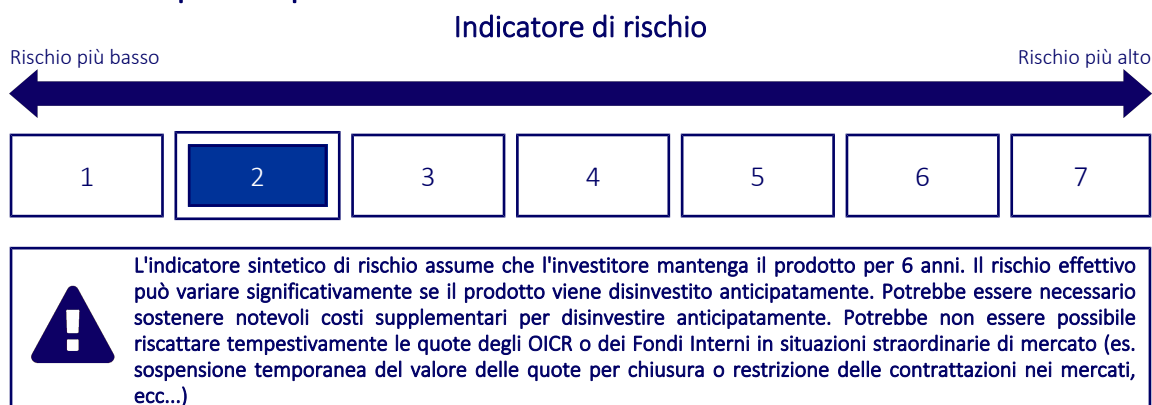 Indicatore di rischio
Rischio più basso
Rischio più alto
1
2
3
4
5
6
7
L'indicatore sintetico di rischio assume che l'investitore mantenga il prodotto per 6 anni. Il rischio effettivo
può variare significativamente se il prodotto viene disinvestito anticipatamente. Potrebbe essere necessario
sostenere notevoli costi supplementari per disinvestire anticipatamente. Potrebbe non essere possibile
riscattare tempestivamente le quote degli OICR o dei Fondi Interni in situazioni straordinarie di mercato (es.
sospensione temporanea del valore delle quote per chiusura o restrizione delle contrattazioni nei mercati,
ecc...)